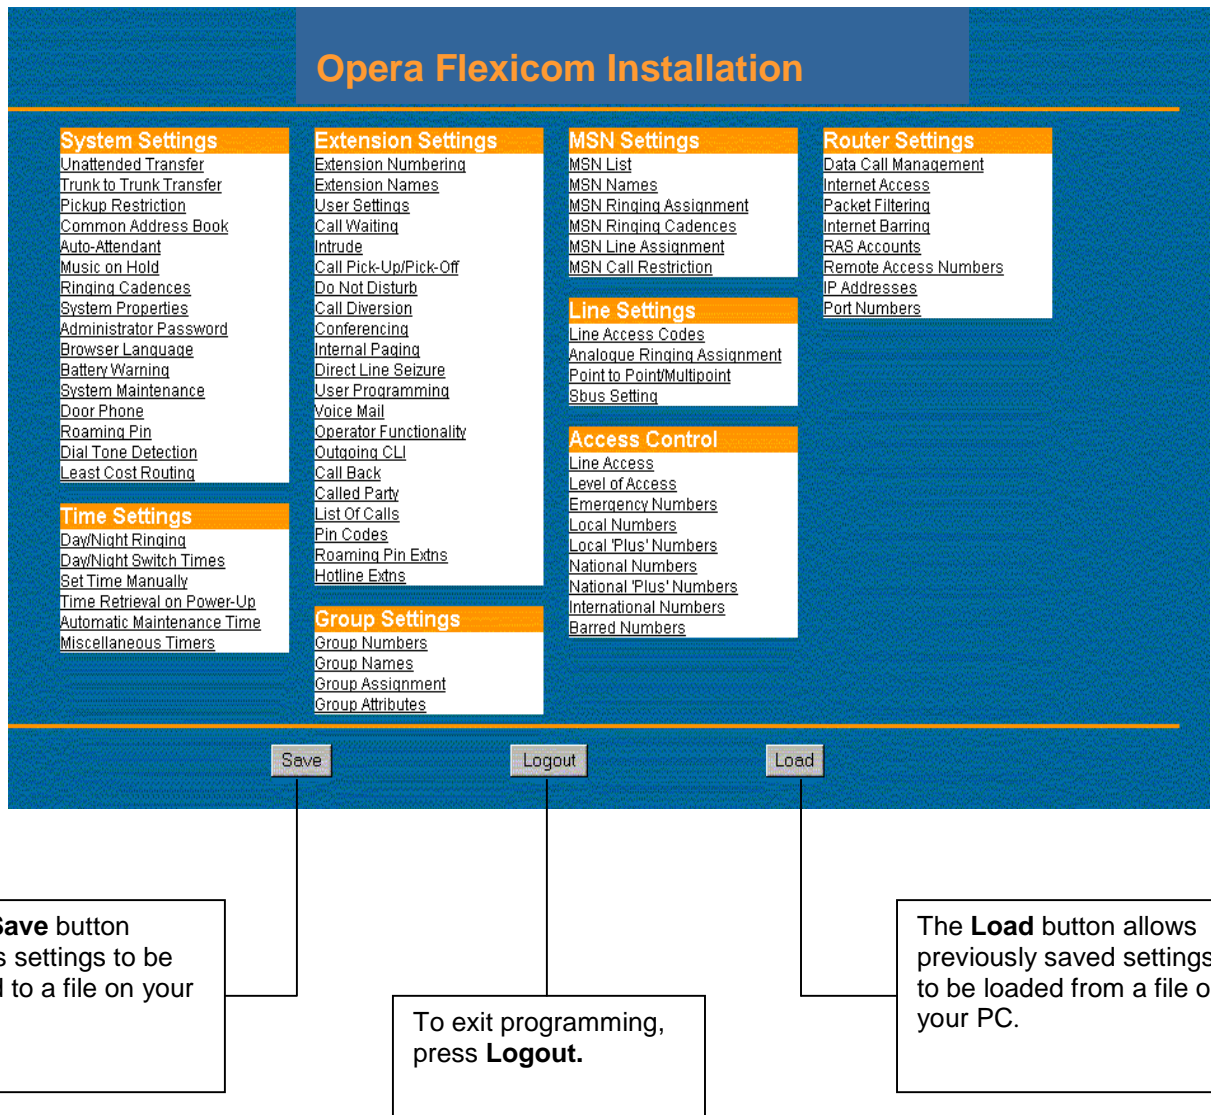 Opera Flexicom Installation
System Settings
Unattended Transfer
Trunk to Trunk Transfer
Pickup Restriction
Common Address Book
Auto-Attendant
Music on Hold
Ringing Cadences
System Properties
Administrator Password
Browser Language
Battery Warning
System Maintenance
Door Phone
Roaming Pin
Dial Tone Detection
Least Cost Routing
Time Settings
Day/Night Ringing
Day/Night Switch Times
Set Time Manually
Time Retrieval on Power-Up
Automatic Maintenance Time
Miscellaneous Timers
Extension Settings
Extension Numbering
Extension Names
User Settings
Call Waiting
Intrude
Call Pick-Up/Pick-Off
Do Not Disturb
Call Diversion
Conferencing
Internal Paging
Direct Line Seizure
User Programming
Voice Mail
Operator Functionality
Outgoing CLI
Call Back
Called Party
List Of Calls
Pin Codes
Roaming Pin Extns
Hotline Extns
Group Settings
Group Numbers
Group Names
Group Assignment
Group Attributes
MSN Settings
MSN List
MSN Names
MSN Ringing Assignment
MSN Ringing Cadences
MSN Line Assignment
MSN Call Restriction
Line Settings
Line Access Codes
Analogue Ringing Assignment
Point to Point/Multipoint
Sbus Setting
Access Control
Line Access
Level of Access
Emergency Numbers
Local Numbers
Local 'Plus' Numbers
National Numbers
National 'Plus' Numbers
International Numbers
Barred Numbers
Router Settings
Data Call Management
Internet Access
Packet Filtering
Internet Barring
RAS Accounts
Remote Access Numbers
IP Addresses
Port Numbers
Save
Logout
Load
Save button
settings to be
to a file on your
To exit programming,
press Logout.
The Load button allows
previously saved settings
to be loaded from a file
your PC.